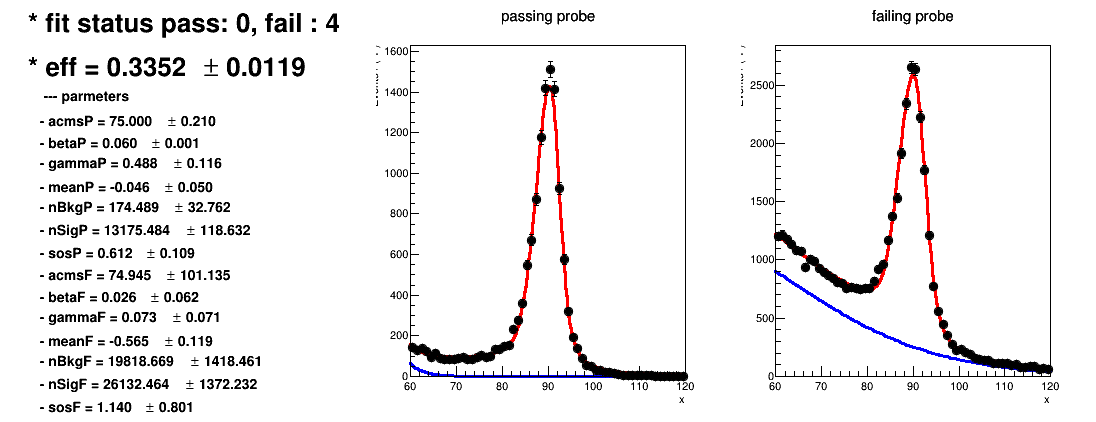 * fit status pass: 0, fail : 4
* eff = 0.3352 ± 0.0119
--- parmeters
- acmsP = 75.000 ± 0.210
- betaP = 0.060 ± 0.001
- gammaP = 0.488 ± 0.116
- meanP = -0.046 ± 0.050
- nBkgP = 174.489 ± 32.762
- nSigP = 13175.484 ± 118.632
- sosP = 0.612 ± 0.109
- acmsF = 74.945 ± 101.135
- betaF = 0.026 ± 0.062
- gammaF = 0.073 ± 0.071
- meanF = -0.565 ± 0.119
- nBkgF = 19818.669 ± 1418.461
- nSigF = 26132.464 ± 1372.232
- sosF = 1.140 ± 0.801
passing probe
1600
1400
1200
1000
800
600
400
200
0
60 70 80 90 100 110 120
x
failing probe
2500
2000
1500
1000
500
0
60 70 80 90 100 110 120
x